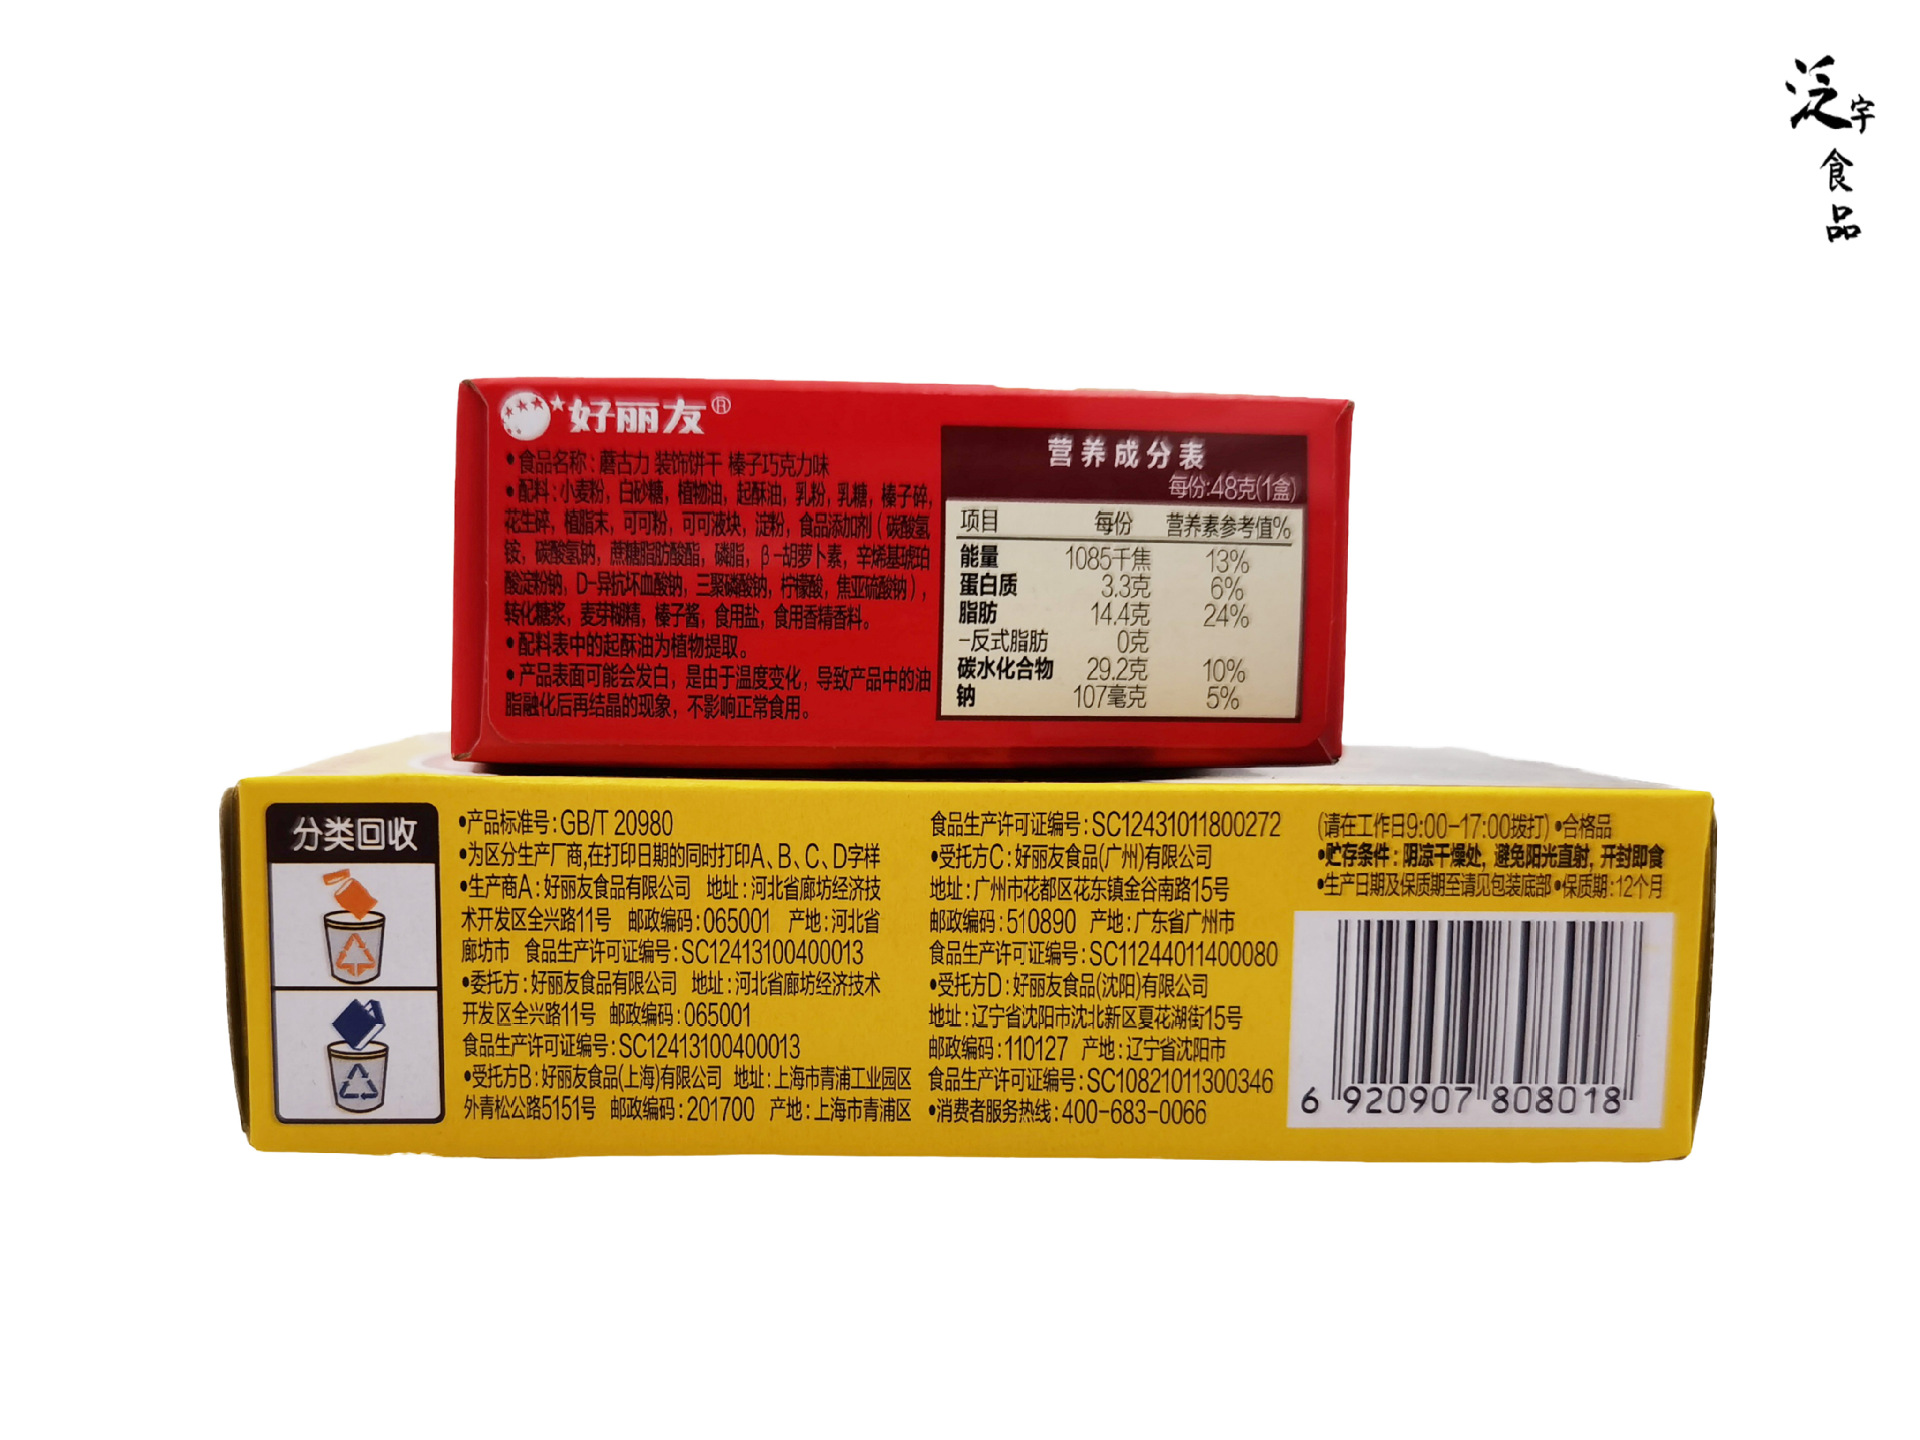 泛宇
食
品
好丽友®
•食品名称:蘑古力 装饰饼干 榛子巧克力味
•配料:小麦粉，白砂糖，植物油，起酥油，乳粉，乳糖，榛子碎，
花生碎，植脂末，可可粉，可可液块，淀粉，食品添加剂（碳酸氢
铵，碳酸氢钠，蔗糖脂肪酸酯，磷脂，β-胡萝卜素，辛烯基琥珀
酸淀粉钠，D-异抗坏血酸钠，三聚磷酸钠，柠檬酸，焦亚硫酸钠），
转化糖浆，麦芽糊精，榛子酱，食用盐，食用香精香料。
•配料表中的起酥油为植物提取。
•产品表面可能会发白，是由于温度变化，导致产品中的油
脂融化后再结晶的现象，不影响正常食用。
营养成分表
每份:48克(1盒)
项目 每份 营养素参考值%
能量 1085千焦 13%
蛋白质 3.3克 6%
脂肪 14.4克 24%
-反式脂肪 0克
碳水化合物 29.2克 10%
钠 107毫克 5%
分类回收
•产品标准号:GB/T 20980
•为区分生产厂商,在打印日期的同时打印A、B、C、D字样
•生产商A:好丽友食品有限公司 地址:河北省廊坊经济技
术开发区全兴路11号 邮政编码:065001 产地:河北省
廊坊市 食品生产许可证编号:SC12413100400013
•委托方:好丽友食品有限公司 地址:河北省廊坊经济技术
开发区全兴路11号 邮政编码:065001
食品生产许可证编号:SC12413100400013
•受托方B:好丽友食品(上海)有限公司 地址:上海市青浦工业园区
外青松公路5151号 邮政编码:201700 产地:上海市青浦区
食品生产许可证编号:SC12431011800272
•受托方C:好丽友食品(广州)有限公司
地址:广州市花都区花东镇金谷南路15号
邮政编码:510890 产地:广东省广州市
食品生产许可证编号:SC11244011400080
•受托方D:好丽友食品(沈阳)有限公司
地址:辽宁省沈阳市沈北新区夏花湖街15号
邮政编码:110127 产地:辽宁省沈阳市
食品生产许可证编号:SC10821011300346
•消费者服务热线:400-683-0066
(请在工作日9:00-17:00拨打) •合格品
•贮存条件:阴凉干燥处，避免阳光直射，开封即食
•生产日期及保质期至请见包装底部 •保质期:12个月
6 920907 808018